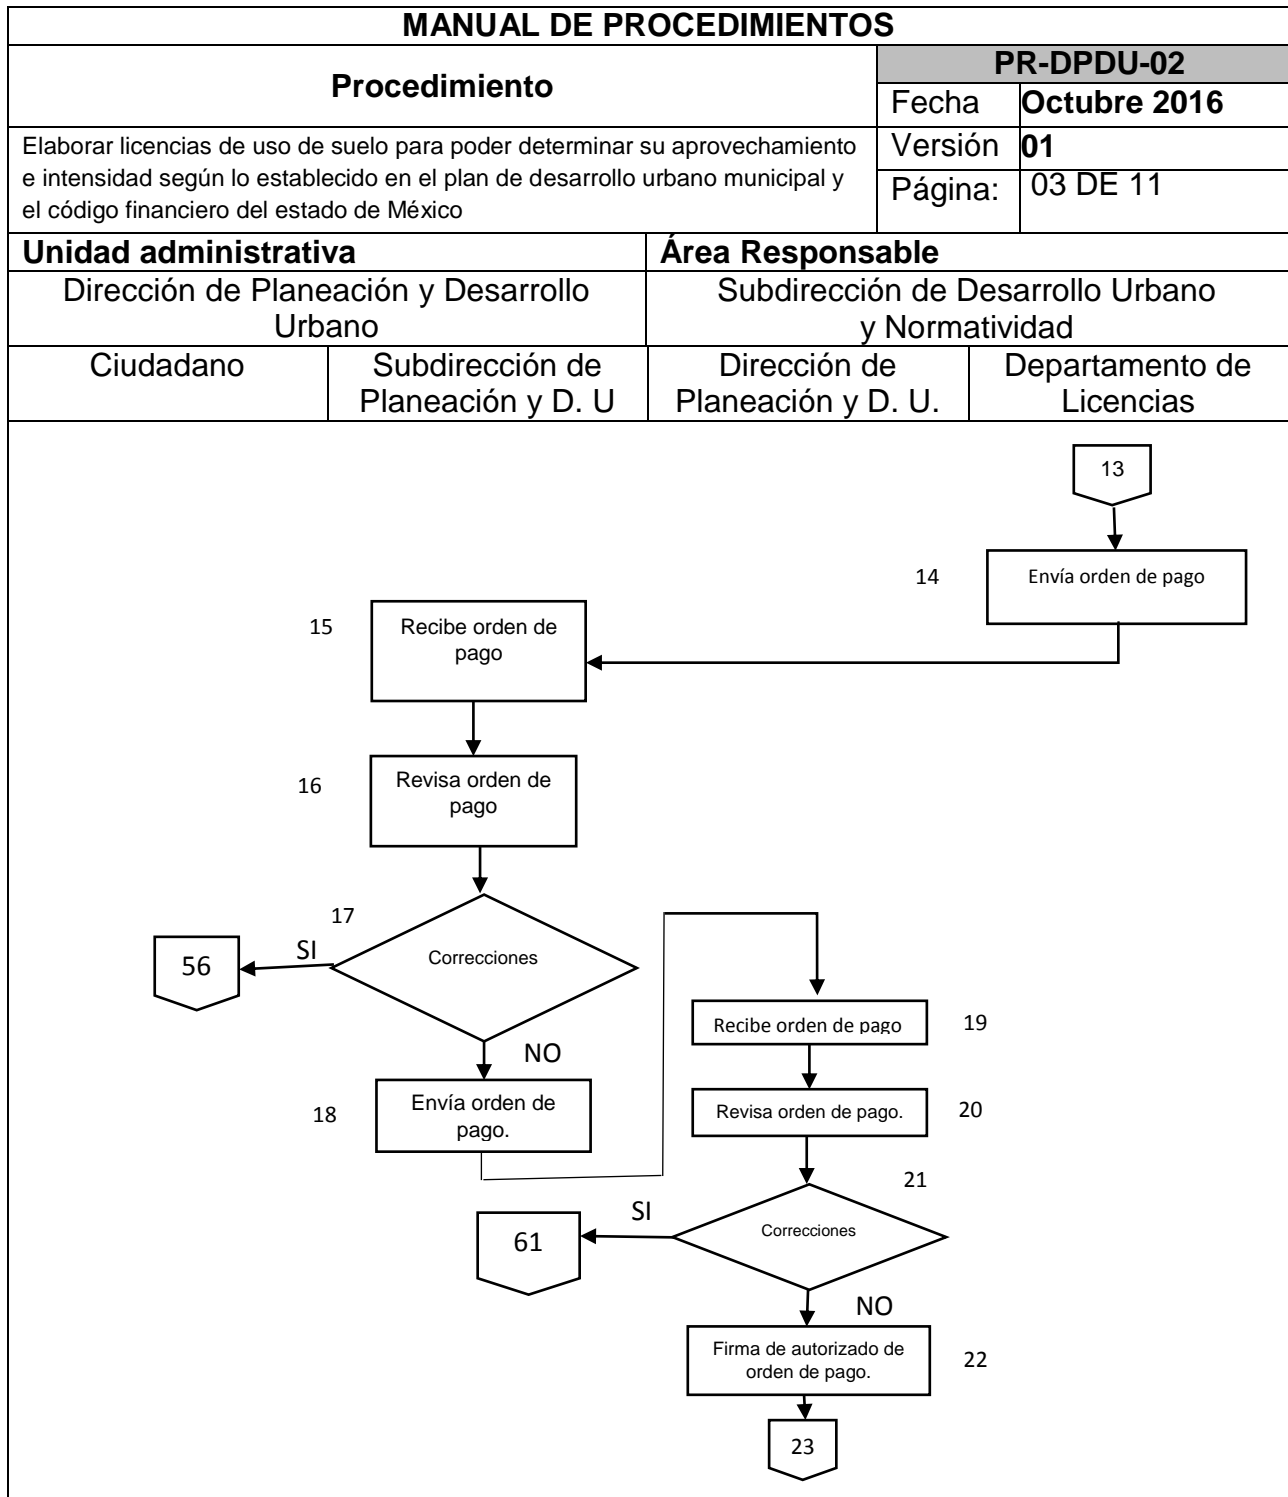 MANUAL DE PROCEDIMIENTOS
Procedimiento
PR-DPDU-02
Fecha Octubre 2016
Elaborar licencias de uso de suelo para poder determinar su aprovechamiento
e intensidad según lo establecido en el plan de desarrollo urbano municipal y
el código financiero del estado de México
Versión 01
Página: 03 DE 11
Unidad administrativa
Área Responsable
Dirección de Planeación y Desarrollo
Urbano
Subdirección de Desarrollo Urbano
y Normatividad
Ciudadano
Subdirección de
Planeación y D. U
Dirección de
Planeación y D. U.
Departamento de
Licencias
13
14
Envía orden de pago
15
Recibe orden de
pago
16
Revisa orden de
pago
17
Correcciones
SI
56
NO
18
Envía orden de
pago.
Recibe orden de pago
19
Revisa orden de pago.
20
21
Correcciones
SI
61
NO
Firma de autorizado de
orden de pago.
22
23